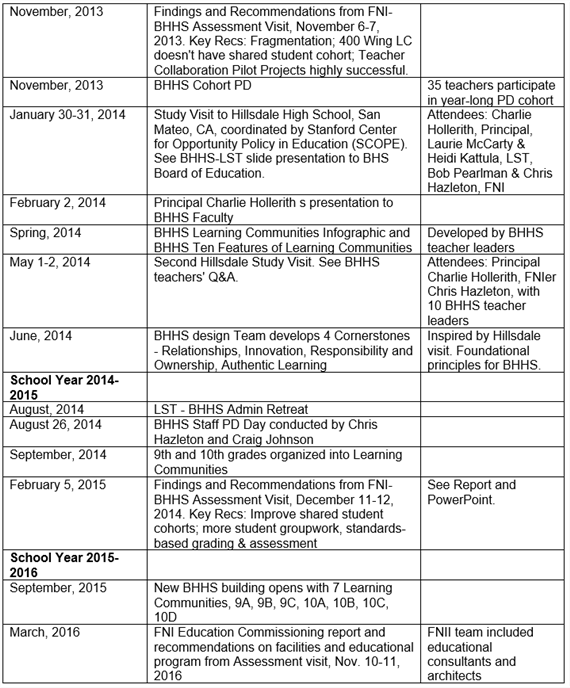 November, 2013
Findings and Recommendations from FNI-
BHHS Assessment Visit, November 6-7,
2013. Key Recs: Fragmentation; 400 Wing LC
doesn't have shared student cohort; Teacher
Collaboration Pilot Projects highly successful.
November, 2013
BHHS Cohort PD
35 teachers participate
in year-long PD cohort
January 30-31, 2014
Study Visit to Hillsdale High School, San
Mateo, CA, coordinated by Stanford Center
for Opportunity Policy in Education (SCOPE).
See BHHS-LST slide presentation to BHS
Board of Education.
Attendees: Charlie
Hollerith, Principal,
Laurie McCarty &
Heidi Kattula, LST,
Bob Pearlman & Chris
Hazleton, FNI
February 2, 2014
Principal Charlie Hollerith s presentation to
BHHS Faculty
Spring, 2014
BHHS Learning Communities Infographic and
BHHS Ten Features of Learning Communities
Developed by BHHS
teacher leaders
May 1-2, 2014
Second Hillsdale Study Visit. See BHHS
teachers' Q&A.
Attendees: Principal
Charlie Hollerith, FNIer
Chris Hazleton, with
10 BHHS teacher
leaders
June, 2014
BHHS design Team develops 4 Cornerstones
- Relationships, Innovation, Responsibility and
Ownership, Authentic Learning
Inspired by Hillsdale
visit. Foundational
principles for BHHS.
School Year 2014-
2015
August, 2014
LST - BHHS Admin Retreat
August 26, 2014
BHHS Staff PD Day conducted by Chris
Hazleton and Craig Johnson
September, 2014
9th and 10th grades organized into Learning
Communities
February 5, 2015
Findings and Recommendations from FNI-
BHHS Assessment Visit, December 11-12,
2014. Key Recs: Improve shared student
cohorts; more student groupwork, standards-
based grading & assessment
See Report and
PowerPoint.
School Year 2015-
2016
September, 2015
New BHHS building opens with 7 Learning
Communities, 9A, 9B, 9C, 10A, 10B, 10C,
10D
March, 2016
FNI Education Commissioning report and
recommendations on facilities and educational
program from Assessment visit, Nov. 10-11,
2016
FNII team included
educational
consultants and
architects